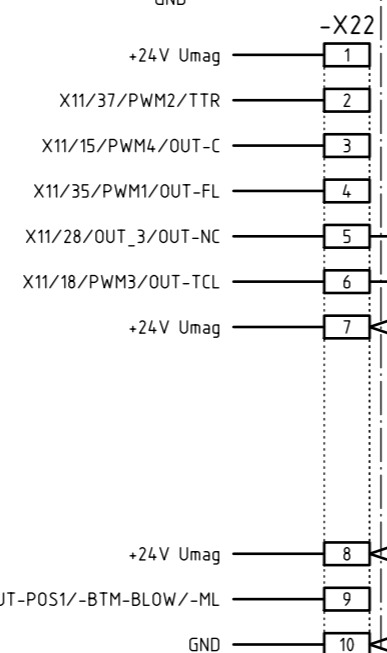 GND
-X22
+24V Umag 1
X11/37/PWM2/TTR 2
X11/15/PWM4/OUT-C 3
X11/35/PWM1/OUT-FL 4
X11/28/OUT_3/OUT-NC 5
X11/18/PWM3/OUT-TCL 6
+24V Umag 7
+24V Umag 8
UT-POS1/-BTM-BLOW/-ML 9
GND 10